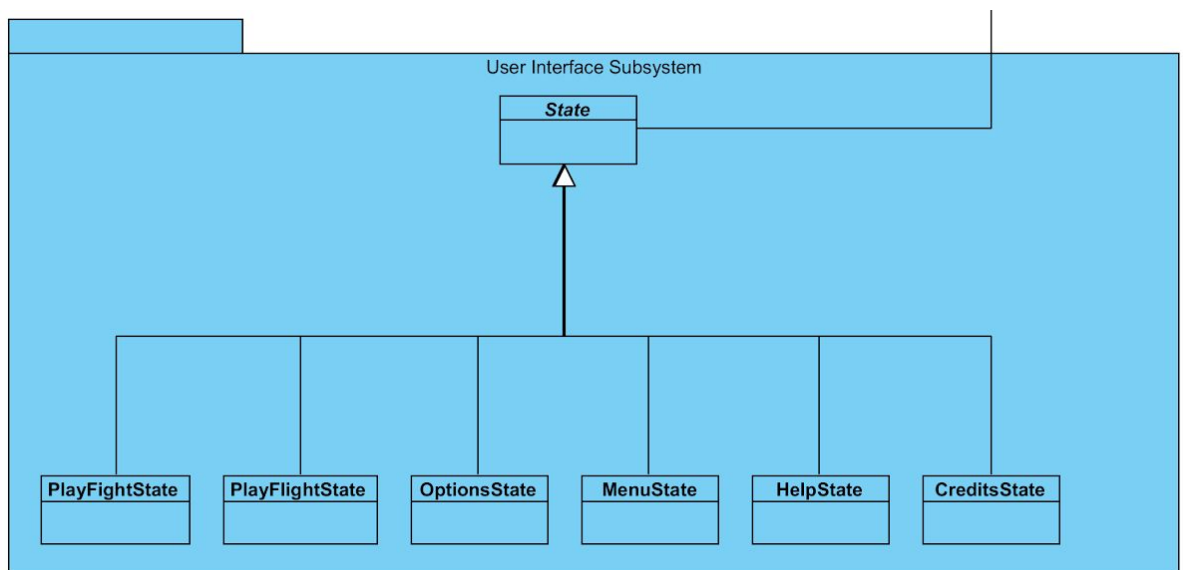 User Interface Subsystem
State
PlayFightState
PlayFlightState
OptionsState
MenuState
HelpState
CreditsState